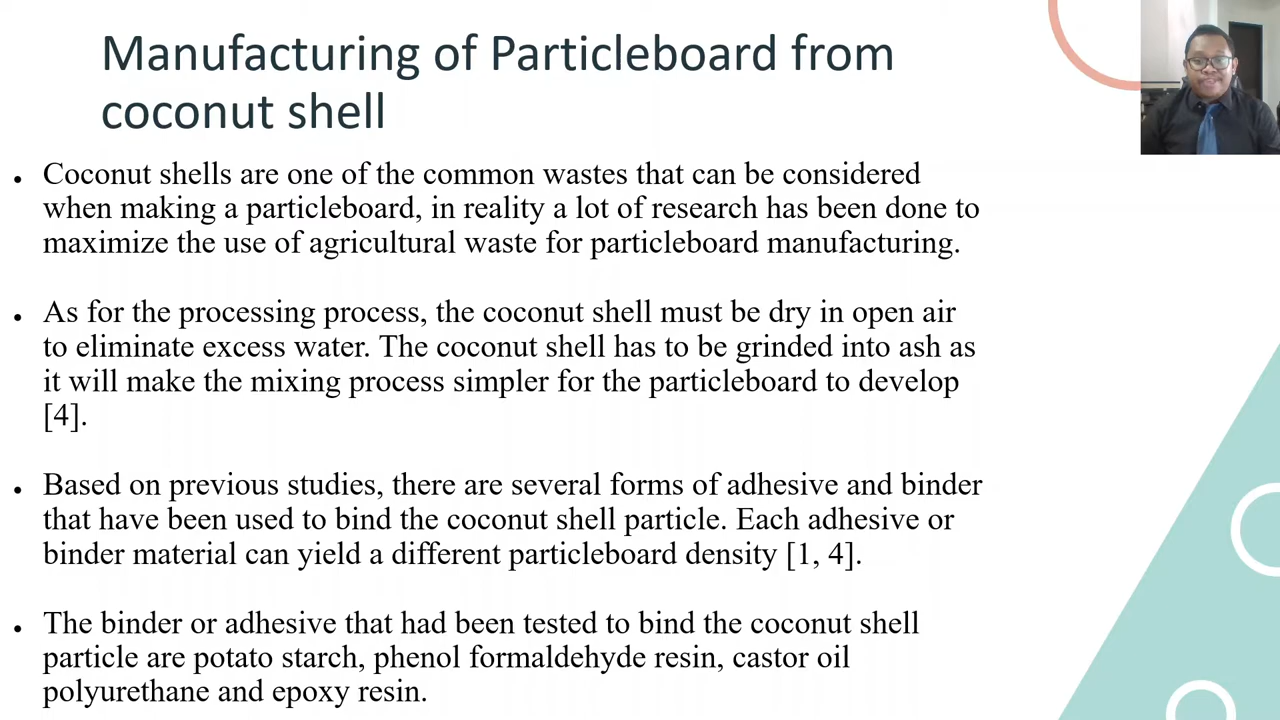 Manufacturing of Particleboard from
coconut shell
• Coconut shells are one of the common wastes that can be considered
when making a particleboard, in reality a lot of research has been done to
maximize the use of agricultural waste for particleboard manufacturing.
• As for the processing process, the coconut shell must be dry in open air
to eliminate excess water. The coconut shell has to be grinded into ash as
it will make the mixing process simpler for the particleboard to develop
[4].
• Based on previous studies, there are several forms of adhesive and binder
that have been used to bind the coconut shell particle. Each adhesive or
binder material can yield a different particleboard density [1, 4].
• The binder or adhesive that had been tested to bind the coconut shell
particle are potato starch, phenol formaldehyde resin, castor oil
polyurethane and epoxy resin.